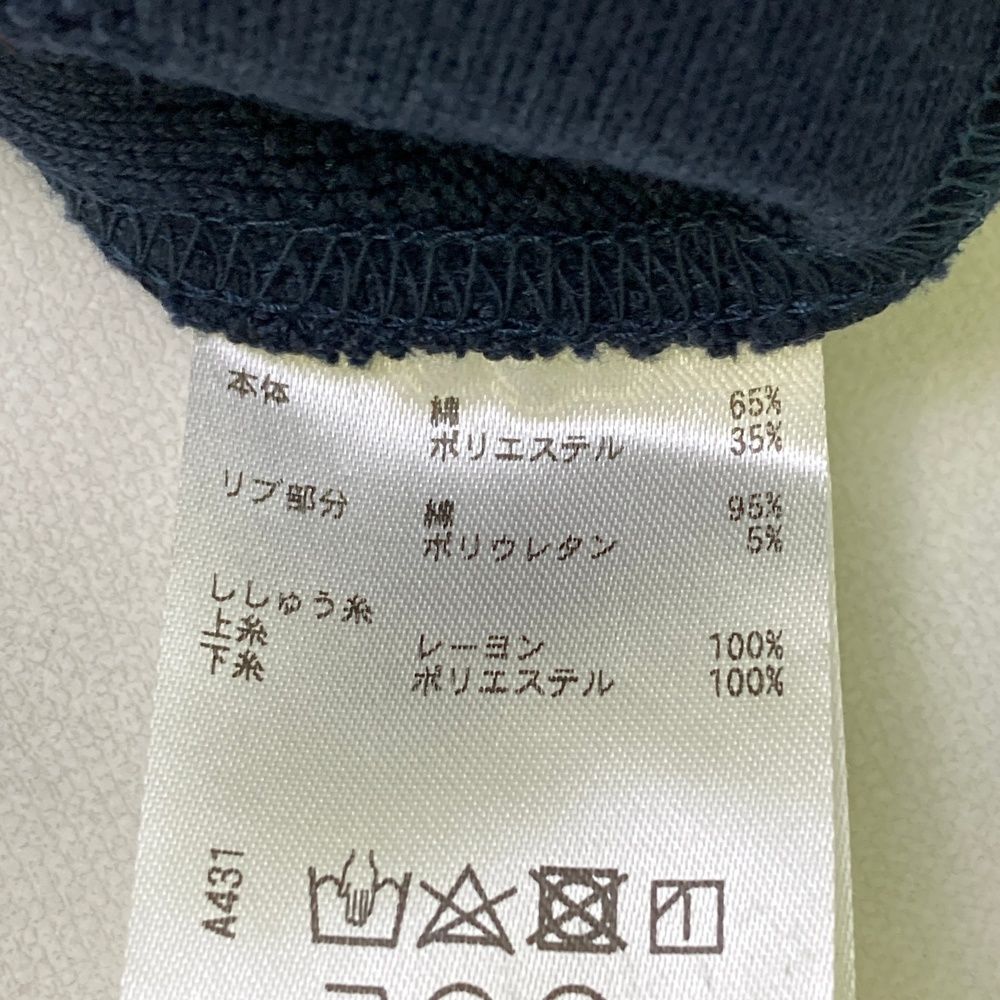 本体 綿 65%
ポリエステル 35%
リブ部分 綿 95%
ポリウレタン 5%
ししゅう糸
上糸 レーヨン 100%
下糸 ポリエステル 100%
A431